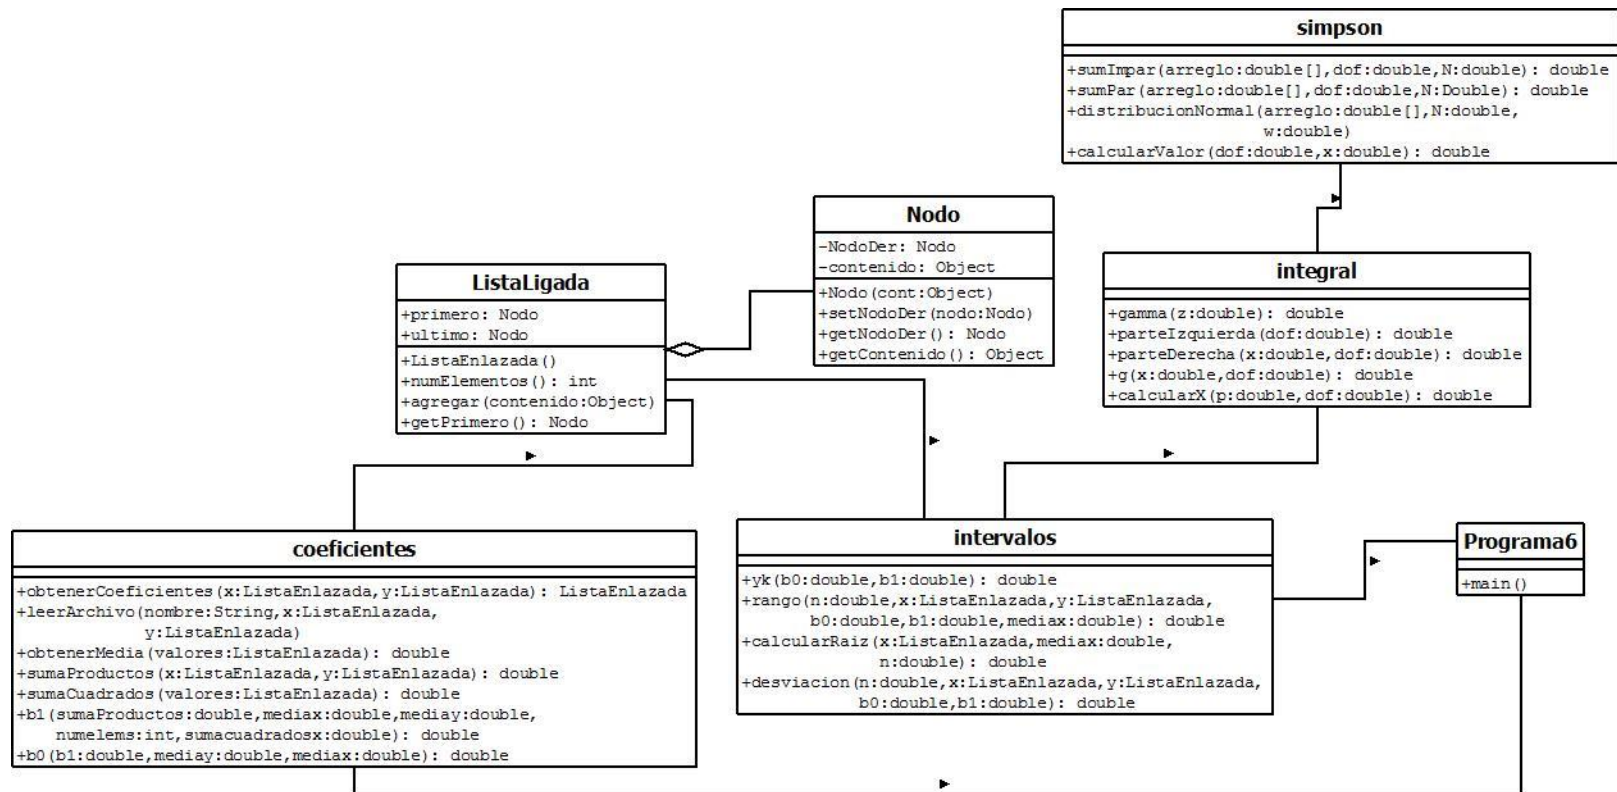 simpson
+sumImpar(arreglo:double[],dof:double,N:double): double
+sumPar(arreglo:double[],dof:double,N:Double): double
+distribucionNormal(arreglo:double[],N:double,
w:double)
+calcularValor(dof:double,x:double): double
Nodo
-NodoDer: Nodo
-contenido: Object
+Nodo(cont:Object)
+setNodoDer(nodo:Nodo)
+getNodoDer(): Nodo
+getContenido(): Object
ListaLigada
+primero: Nodo
+ultimo: Nodo
+ListaEnlazada()
+numElementos(): int
+agregar(contenido:Object)
+getPrimero(): Nodo
integral
+gamma(z:double): double
+parteIzquierda(dof:double): double
+parteDerecha(x:double,dof:double): double
+g(x:double,dof:double): double
+calcularX(p:double,dof:double): double
coeficientes
+obtenerCoeficientes(x:ListaEnlazada,y:ListaEnlazada): ListaEnlazada
+leerArchivo(nombre:String,x:ListaEnlazada,
y:ListaEnlazada)
+obtenerMedia(valores:ListaEnlazada): double
+sumaProductos(x:ListaEnlazada,y:ListaEnlazada): double
+sumaCuadrados(valores:ListaEnlazada): double
+b1(sumaProductos:double,mediax:double,mediay:double,
numelems:int,sumacuadradosx:double): double
+b0(b1:double,mediay:double,mediax:double): double
intervalos
+yk(b0:double,b1:double): double
+rango(n:double,x:ListaEnlazada,y:ListaEnlazada,
b0:double,b1:double,mediax:double): double
+calcularRaiz(x:ListaEnlazada,mediax:double,
n:double): double
+desviacion(n:double,x:ListaEnlazada,y:ListaEnlazada,
b0:double,b1:double): double
Programa6
+main()